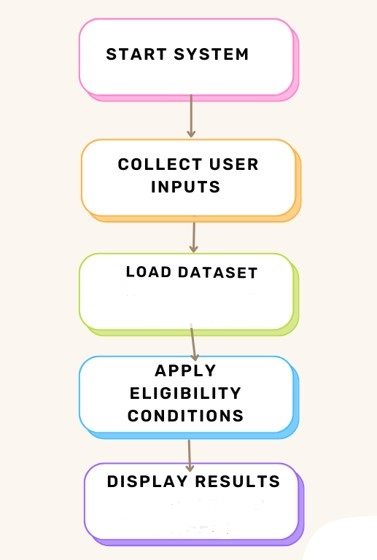 START SYSTEM
COLLECT USER
INPUTS
LOAD DATASET
APPLY
ELIGIBILITY
CONDITIONS
DISPLAY RESULTS